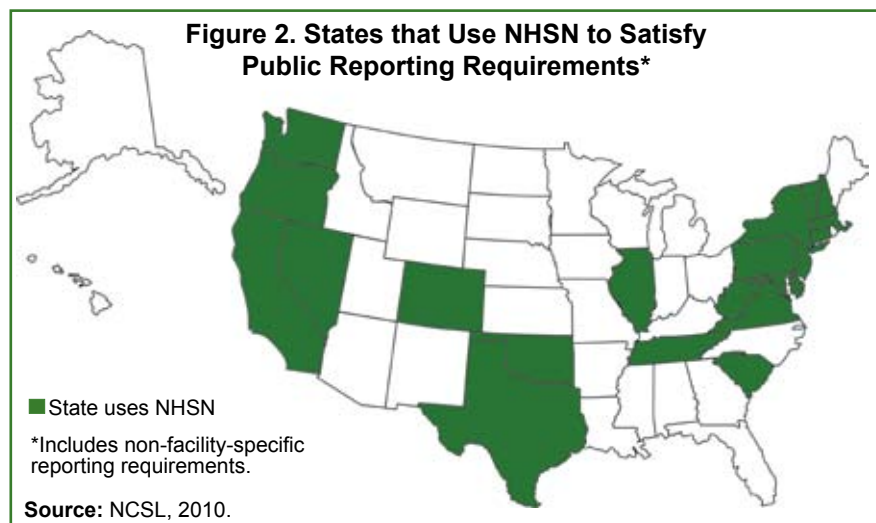 Figure 2. States that Use NHSN to Satisfy
Public Reporting Requirements*
State uses NHSN
*Includes non-facility-specific
reporting requirements.
Source: NCSL, 2010.